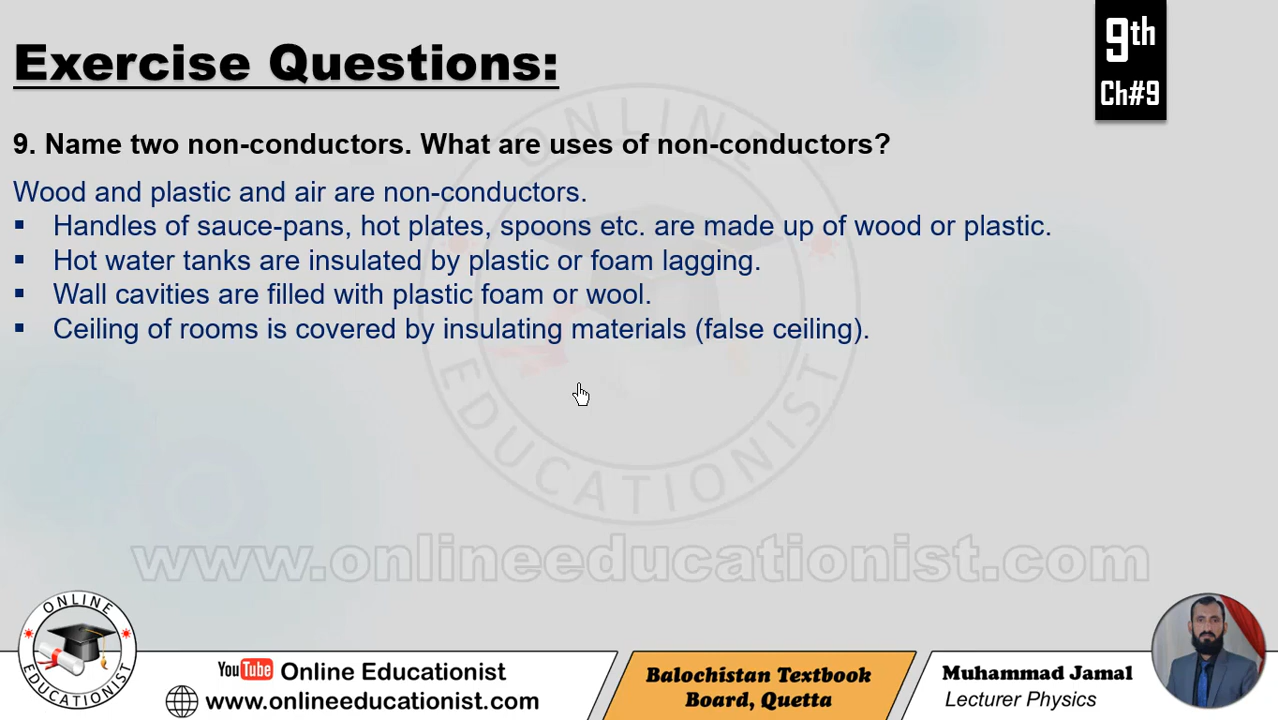 9th
Ch#9
Exercise Questions:
9. Name two non-conductors. What are uses of non-conductors?
Wood and plastic and air are non-conductors.
▪ Handles of sauce-pans, hot plates, spoons etc. are made up of wood or plastic.
▪ Hot water tanks are insulated by plastic or foam lagging.
▪ Wall cavities are filled with plastic foam or wool.
▪ Ceiling of rooms is covered by insulating materials (false ceiling).
ONLINE
EDUCATIONIST
www.onlineeducationist.com
ONLINE
EDUCATIONIST
YouTube Online Educationist
www.onlineeducationist.com
Balochistan Textbook
Board, Quetta
Muhammad Jamal
Lecturer Physics